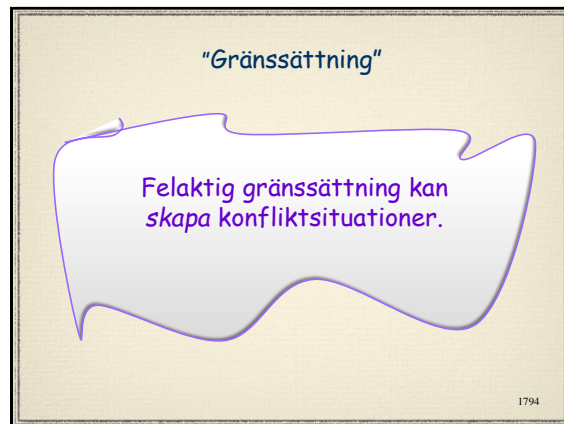 "Gränssättning"
Felaktig gränssättning kan
skapa konfliktsituationer.
1794